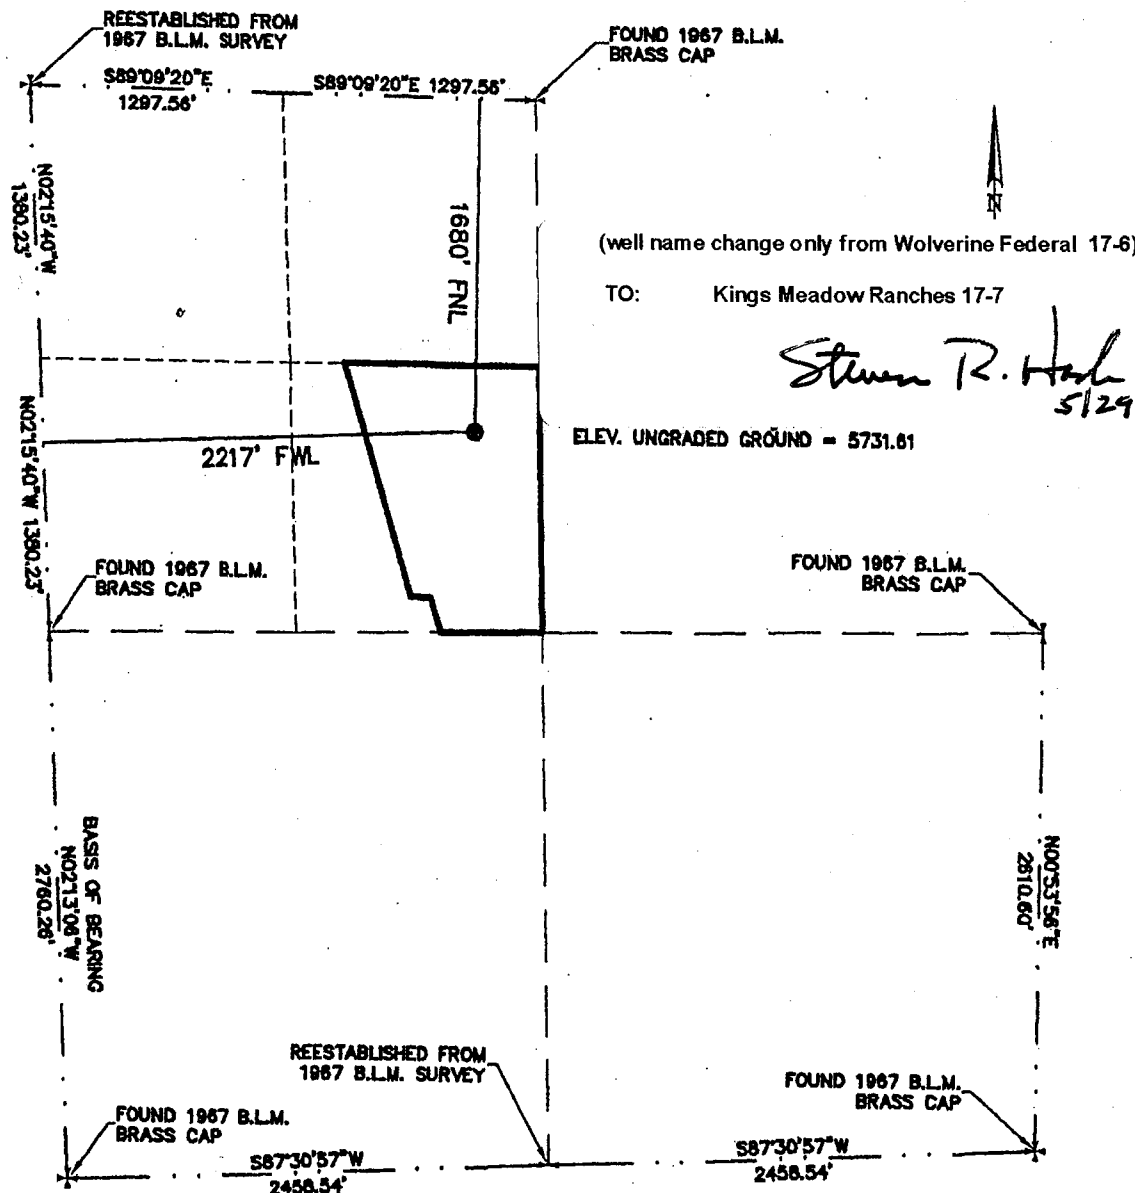 REESTABLISHED FROM
1967 B.L.M. SURVEY
FOUND 1967 B.L.M.
BRASS CAP
S89°09'20"E
1297.56'
S89°09'20"E 1297.56'
N02°15'40"W
1380.23'
1680' FNL
N
(well name change only from Wolverine Federal 17-6)
TO: Kings Meadow Ranches 17-7
Steven R. Hash
5/29
ELEV. UNGRADED GROUND = 5731.61
2217' FWL
N02°15'40"W 1380.23'
FOUND 1967 B.L.M.
BRASS CAP
FOUND 1967 B.L.M.
BRASS CAP
BASIS OF BEARING
N02°13'06"W
2760.26'
N00°53'56"E
2610.60'
REESTABLISHED FROM
1967 B.L.M. SURVEY
FOUND 1967 B.L.M.
BRASS CAP
FOUND 1967 B.L.M.
BRASS CAP
S87°30'57"W
2458.54'
S87°30'57"W
2458.54'